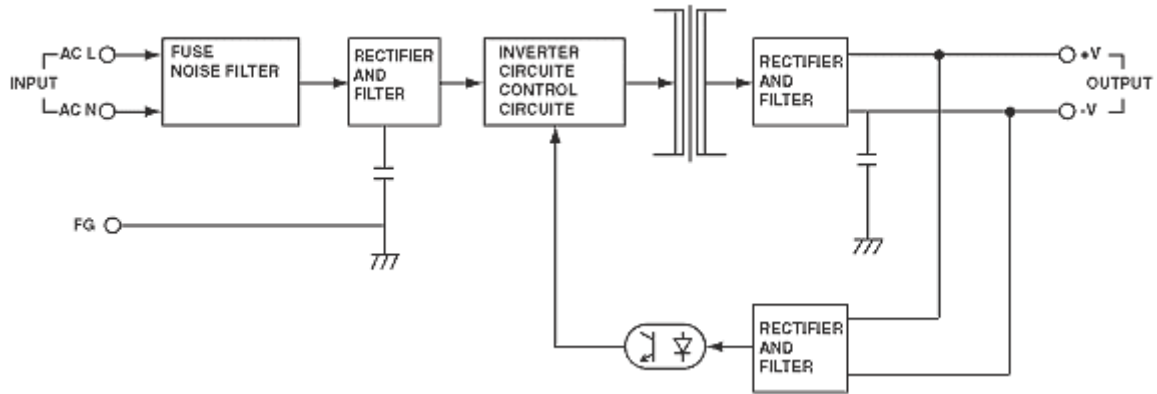 INPUT
AC L
AC N
FUSE
NOISE FILTER
RECTIFIER
AND
FILTER
INVERTER
CIRCUITE
CONTROL
CIRCUITE
RECTIFIER
AND
FILTER
+V
OUTPUT
-V
FG
RECTIFIER
AND
FILTER